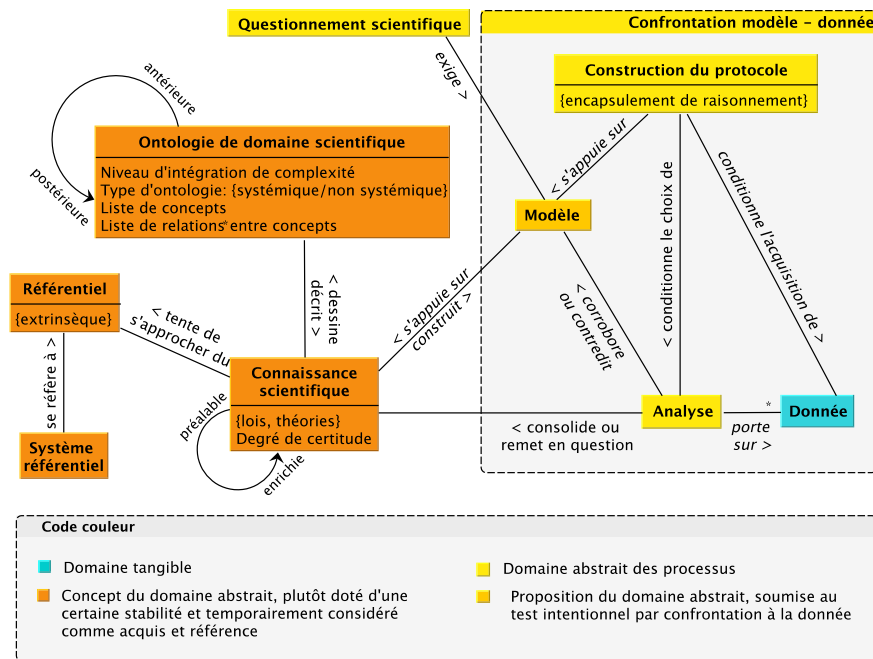 Questionnement scientifique
Confrontation modèle – donnée
exige >
Construction du protocole
{encapsulement de raisonnement}
antérieure
postérieure
Ontologie de domaine scientifique
Niveau d'intégration de complexité
Type d'ontologie: {systémique/non systémique}
Liste de concepts
Liste de relations entre concepts
*
< s'appuie sur
< conditionne le choix de
conditionne l'acquisition de >
Modèle
Référentiel
{extrinsèque}
< tente de
s'approcher du
< dessine
décrit >
< s'appuie sur
construit >
< corrobore
ou contredit
se réfère à >
Système
référentiel
Connaissance
scientifique
{lois, théories}
Degré de certitude
préalable
enrichie
< consolide ou
remet en question
Analyse
*
porte
sur >
Donnée
Code couleur
Domaine tangible
Concept du domaine abstrait, plutôt doté d'une
certaine stabilité et temporairement considéré
comme acquis et référence
Domaine abstrait des processus
Proposition du domaine abstrait, soumise au
test intentionnel par confrontation à la donnée